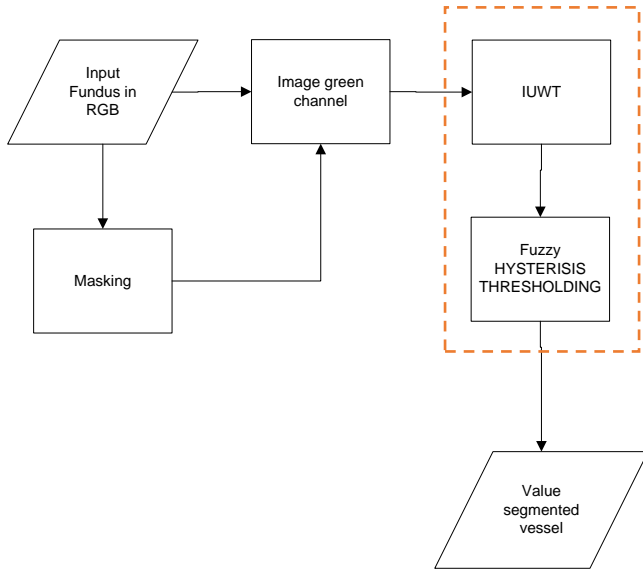 Input
Fundus in
RGB
Image green
channel
IUWT
Masking
Fuzzy
HYSTERISIS
THRESHOLDING
Value
segmented
vessel